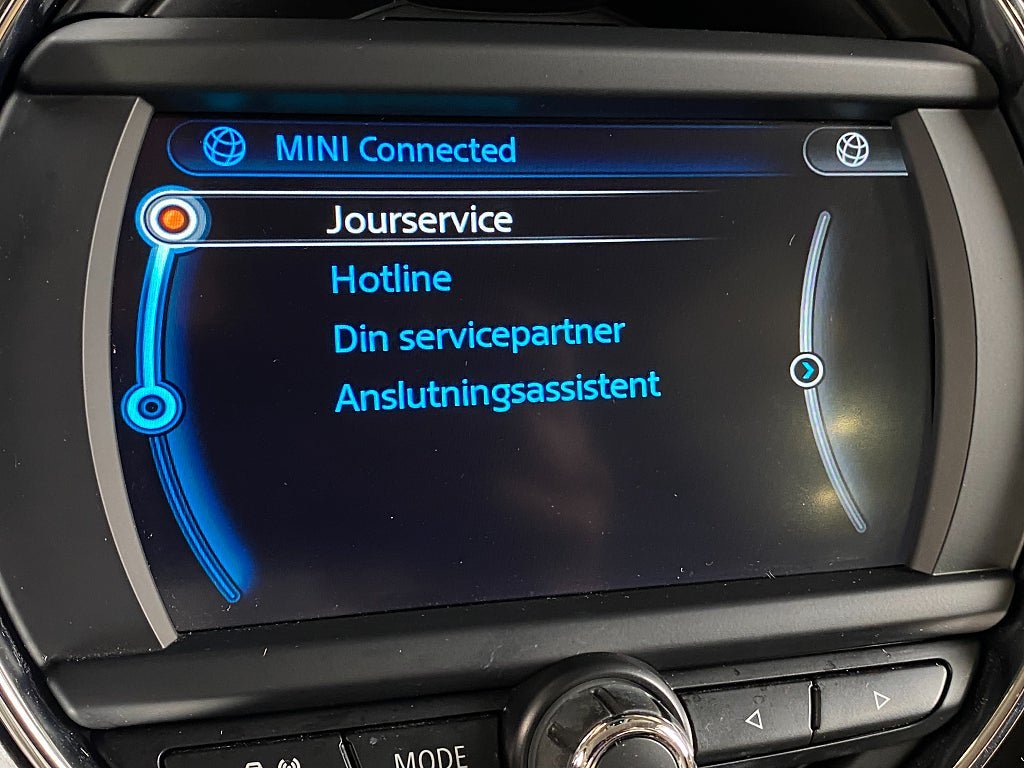 MINI Connected
Jourservice
Hotline
Din servicepartner
Anslutningsassistent
MODE